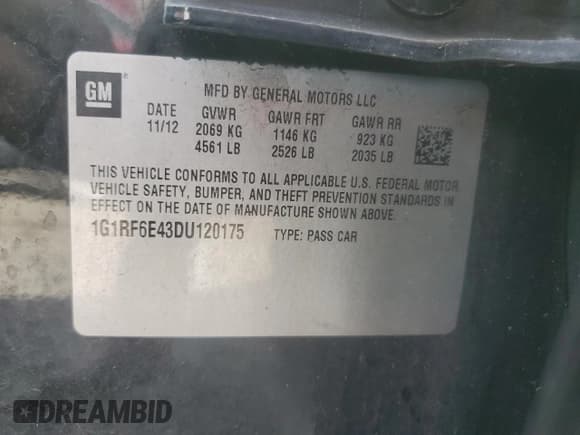 GM
MFD BY GENERAL MOTORS LLC
DATE GVWR GAWR FRT GAWR RR
11/12 2069 KG 1146 KG 923 KG
4561 LB 2526 LB 2035 LB
THIS VEHICLE CONFORMS TO ALL APPLICABLE U.S. FEDERAL MOTOR
VEHICLE SAFETY, BUMPER, AND THEFT PREVENTION STANDARDS IN
EFFECT ON THE DATE OF MANUFACTURE SHOWN ABOVE.
1G1RF6E43DU120175 TYPE: PASS CAR
DREAMBID